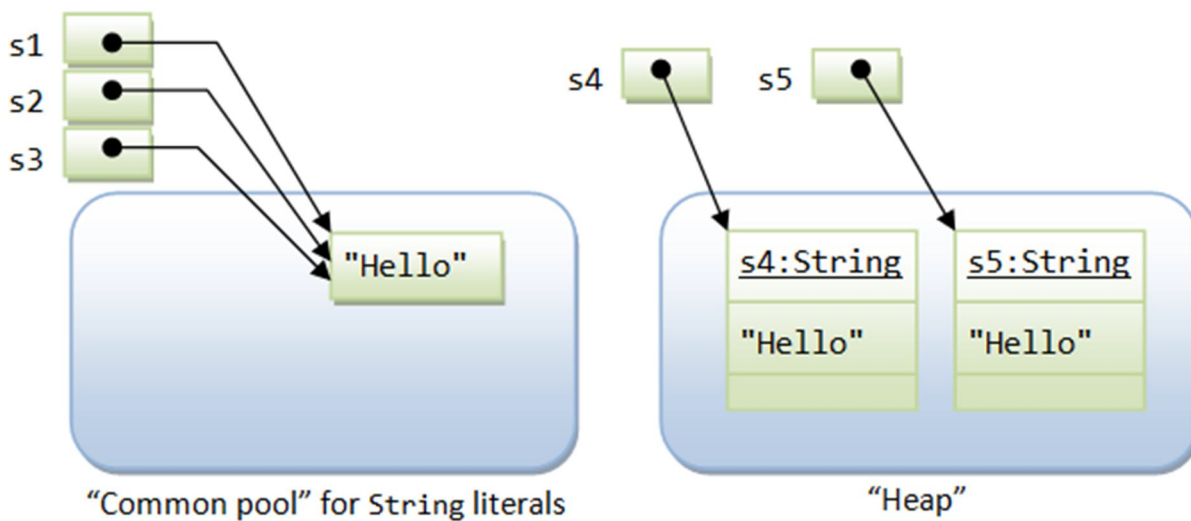 s1
s2
s3
"Hello"
“Common pool” for String literals
s4
s5
s4:String
"Hello"
s5:String
"Hello"
“Heap”